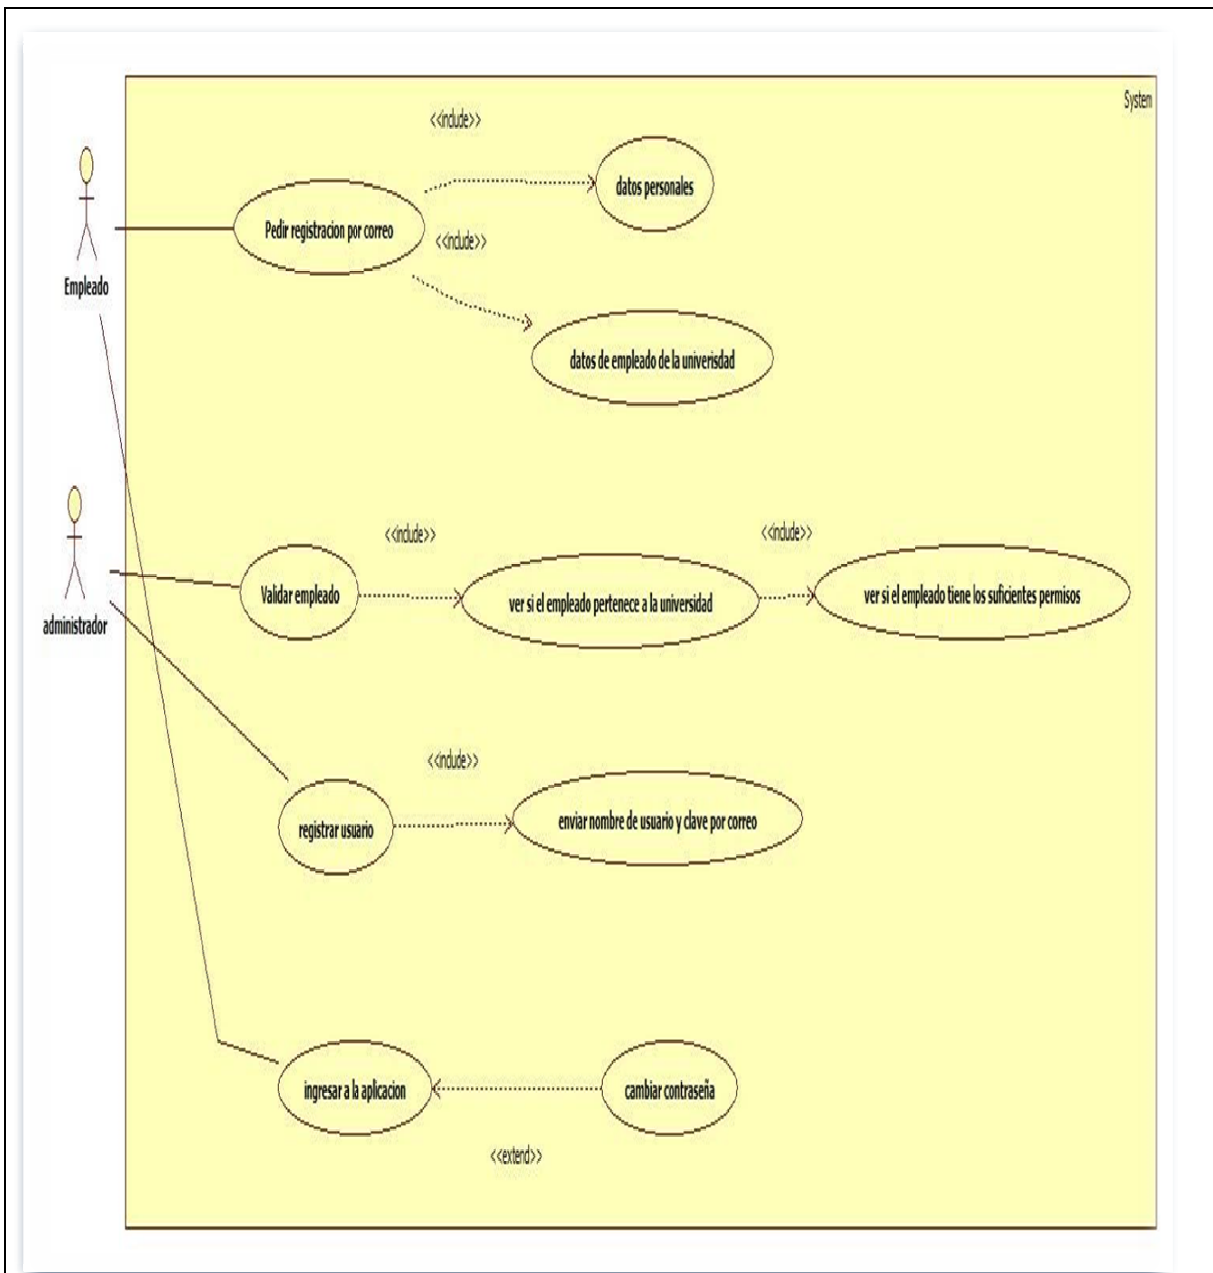 System
<<include>>
datos personales
Pedir registracion por correo
<<include>>
Empleado
datos de empleado de la univerisdad
<<include>>
<<include>>
Validar empleado
ver si el empleado pertenece a la universidad
ver si el empleado tiene los suficientes permisos
administrador
<<include>>
registrar usuario
enviar nombre de usuario y clave por correo
ingresar a la aplicacion
cambiar contraseña
<<extend>>